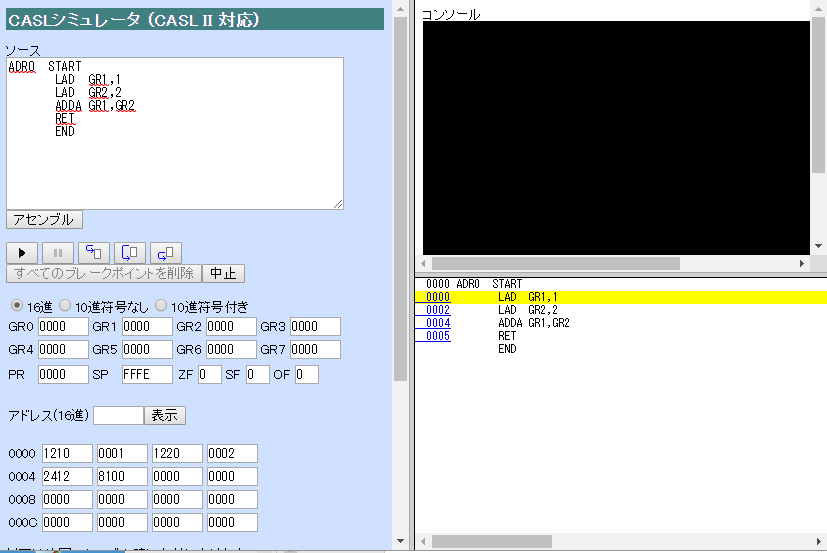 CASLシミュレータ (CASL II 対応)
ソース
ADR0 START
LAD GR1,1
LAD GR2,2
ADDA GR1,GR2
RET
END
アセンブル
すべてのブレークポイントを削除 中止
16進 10進符号なし 10進符号付き
GR0 0000 GR1 0000 GR2 0000 GR3 0000
GR4 0000 GR5 0000 GR6 0000 GR7 0000
PR 0000 SP FFFE ZF 0 SF 0 OF 0
アドレス(16進) 表示
0000 1210 0001 1220 0002
0004 2412 8100 0000 0000
0008 0000 0000 0000 0000
000C 0000 0000 0000 0000
コンソール
0000 ADR0 START
0000 LAD GR1,1
0002 LAD GR2,2
0004 ADDA GR1,GR2
0005 RET
END